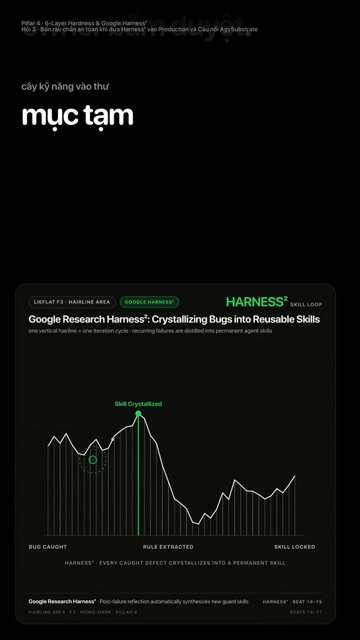 Pillar 4 · 6-Layer Hardness & Google Harness²
Hồi 3 · Bốn rào chắn an toàn khi đưa Harness² vào Production và Cầu nối AgySubstrate
cây kỹ năng vào thư
mục tạm
LIEFLAT F3 · HAIRLINE AREA
GOOGLE HARNESS²
HARNESS² SKILL LOOP
Google Research Harness²: Crystallizing Bugs into Reusable Skills
one vertical hairline = one iteration cycle · recurring failures are distilled into permanent agent skills
Skill Crystallized
BUG CAUGHT
RULE EXTRACTED
SKILL LOCKED
HARNESS² · EVERY CAUGHT DEFECT CRYSTALLIZES INTO A PERMANENT SKILL
Google Research Harness² · Post-failure reflection automatically synthesizes new guard skills
HARNESS² · BEAT 14–15
HAIRLINE AREA · F3 · MONO-DARK · PILLAR 4
BEATS 14–17